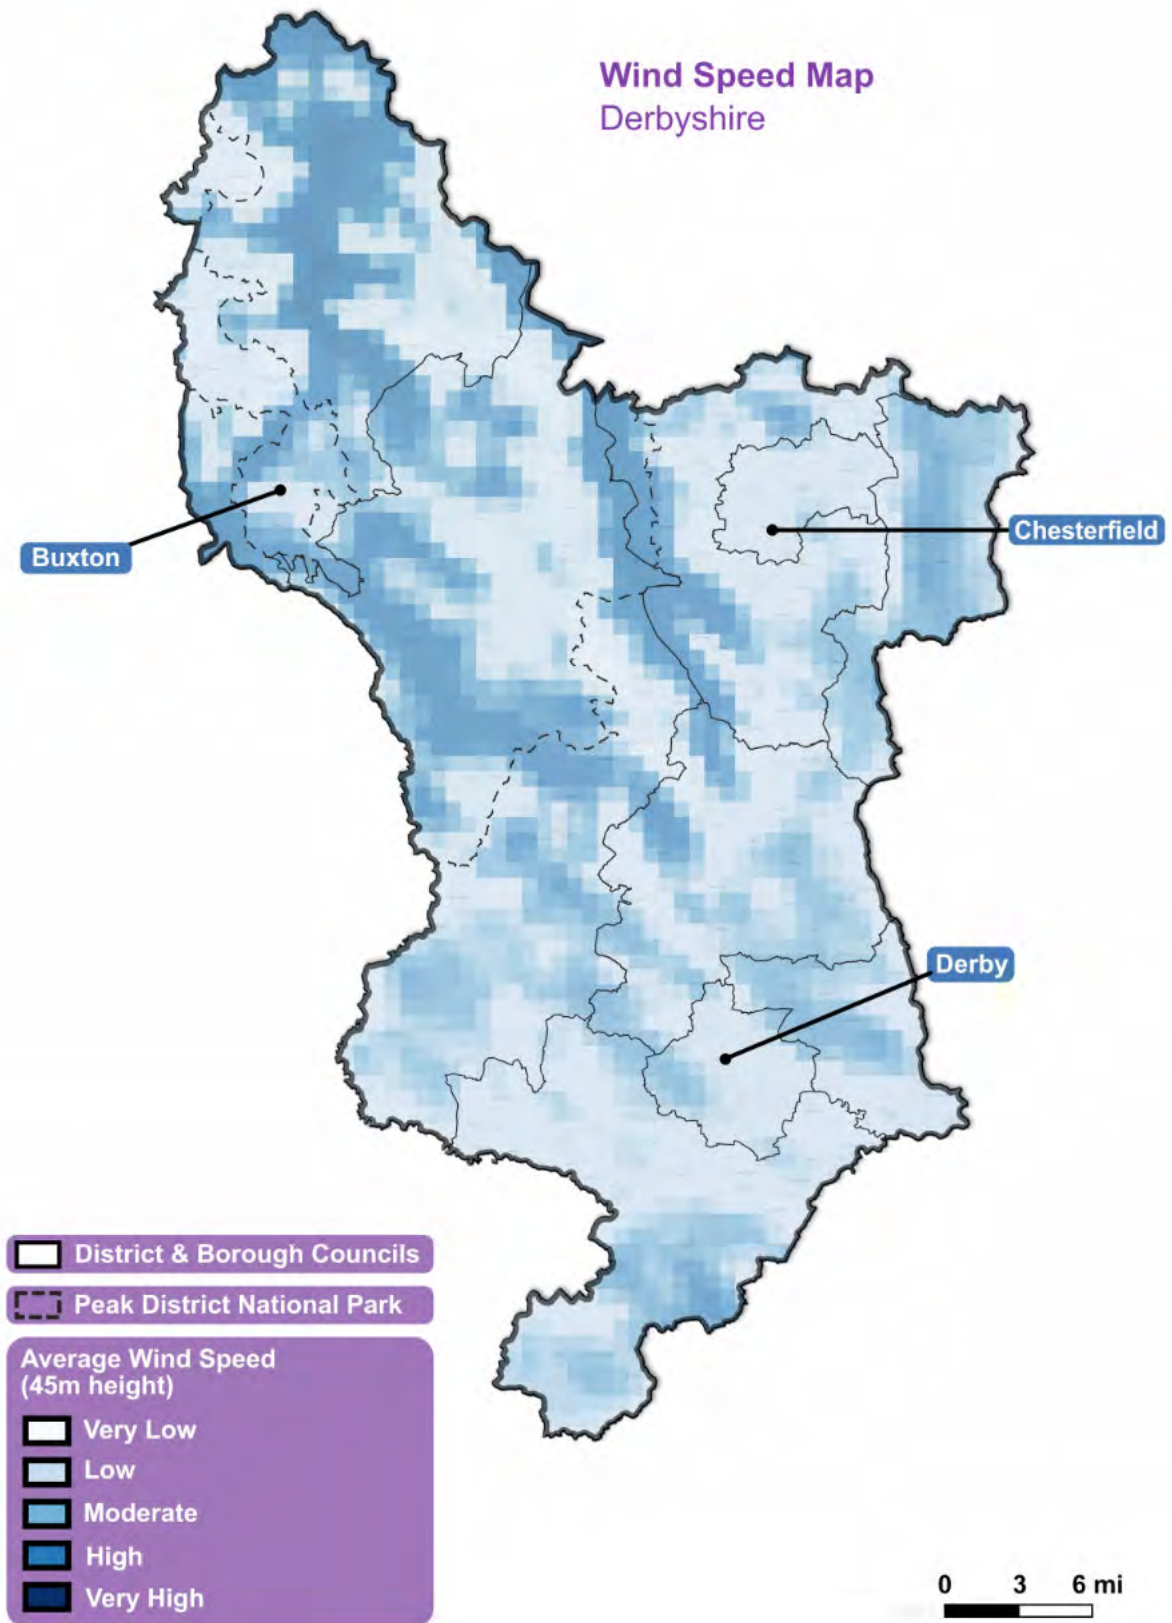 Wind Speed Map
Derbyshire
Buxton
Chesterfield
Derby
District & Borough Councils
Peak District National Park
Average Wind Speed
(45m height)
Very Low
Low
Moderate
High
Very High
0 3 6 mi